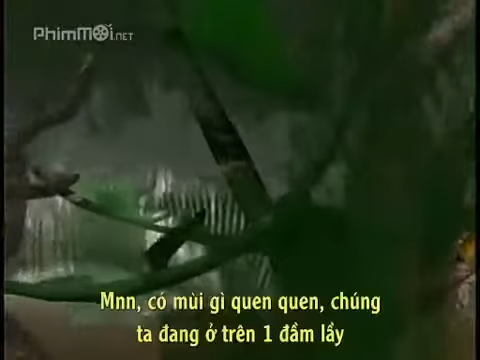 PhimMoi.NET
Mnn, có mùi gì quen quen, chúng
ta đang ở trên 1 đầm lầy